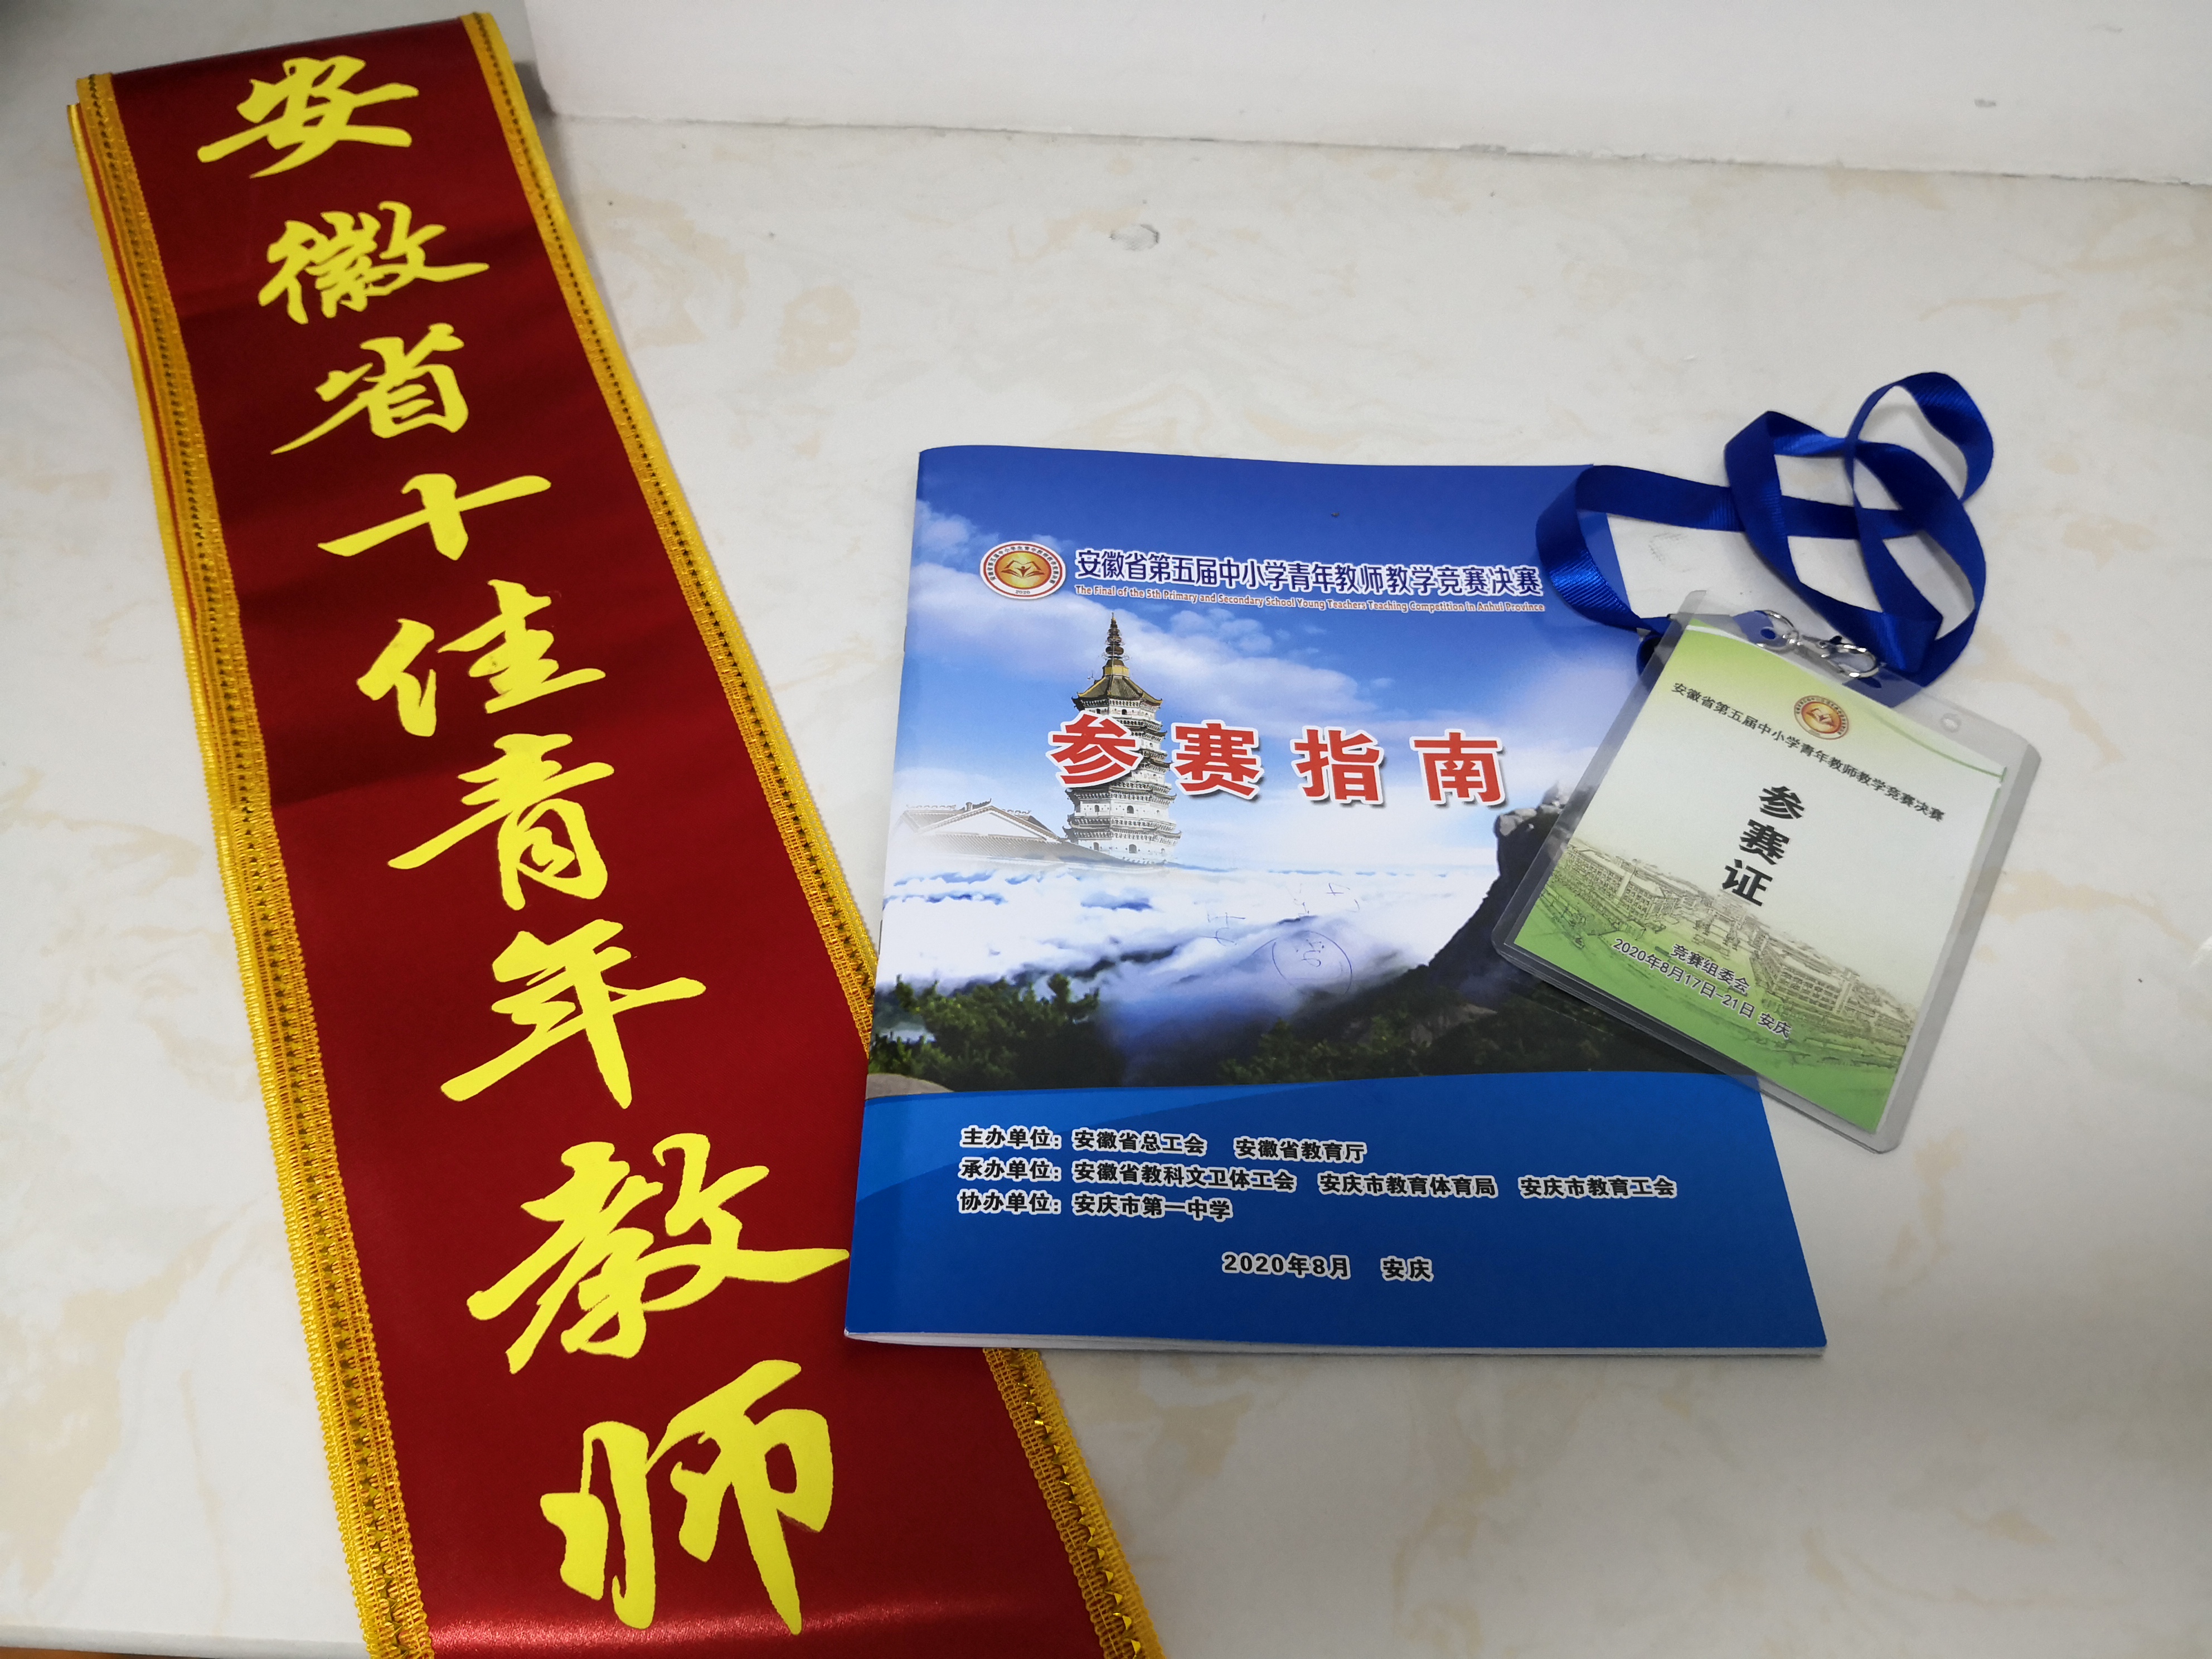 安徽省十佳青年教师
安徽省第五届中小学青年教师教学竞赛决赛
The Final of the 5th Primary and Secondary School Young Teachers Teaching Competition in Anhui Province
2020
参赛指南
主办单位：安徽省总工会 安徽省教育厅
承办单位：安徽省教科文卫体工会 安庆市教育体育局 安庆市教育工会
协办单位：安庆市第一中学
2020年8月 安庆
安徽省第五届中小学青年教师教学竞赛决赛
参赛证
竞赛组委会
2020年8月17日-21日 安庆